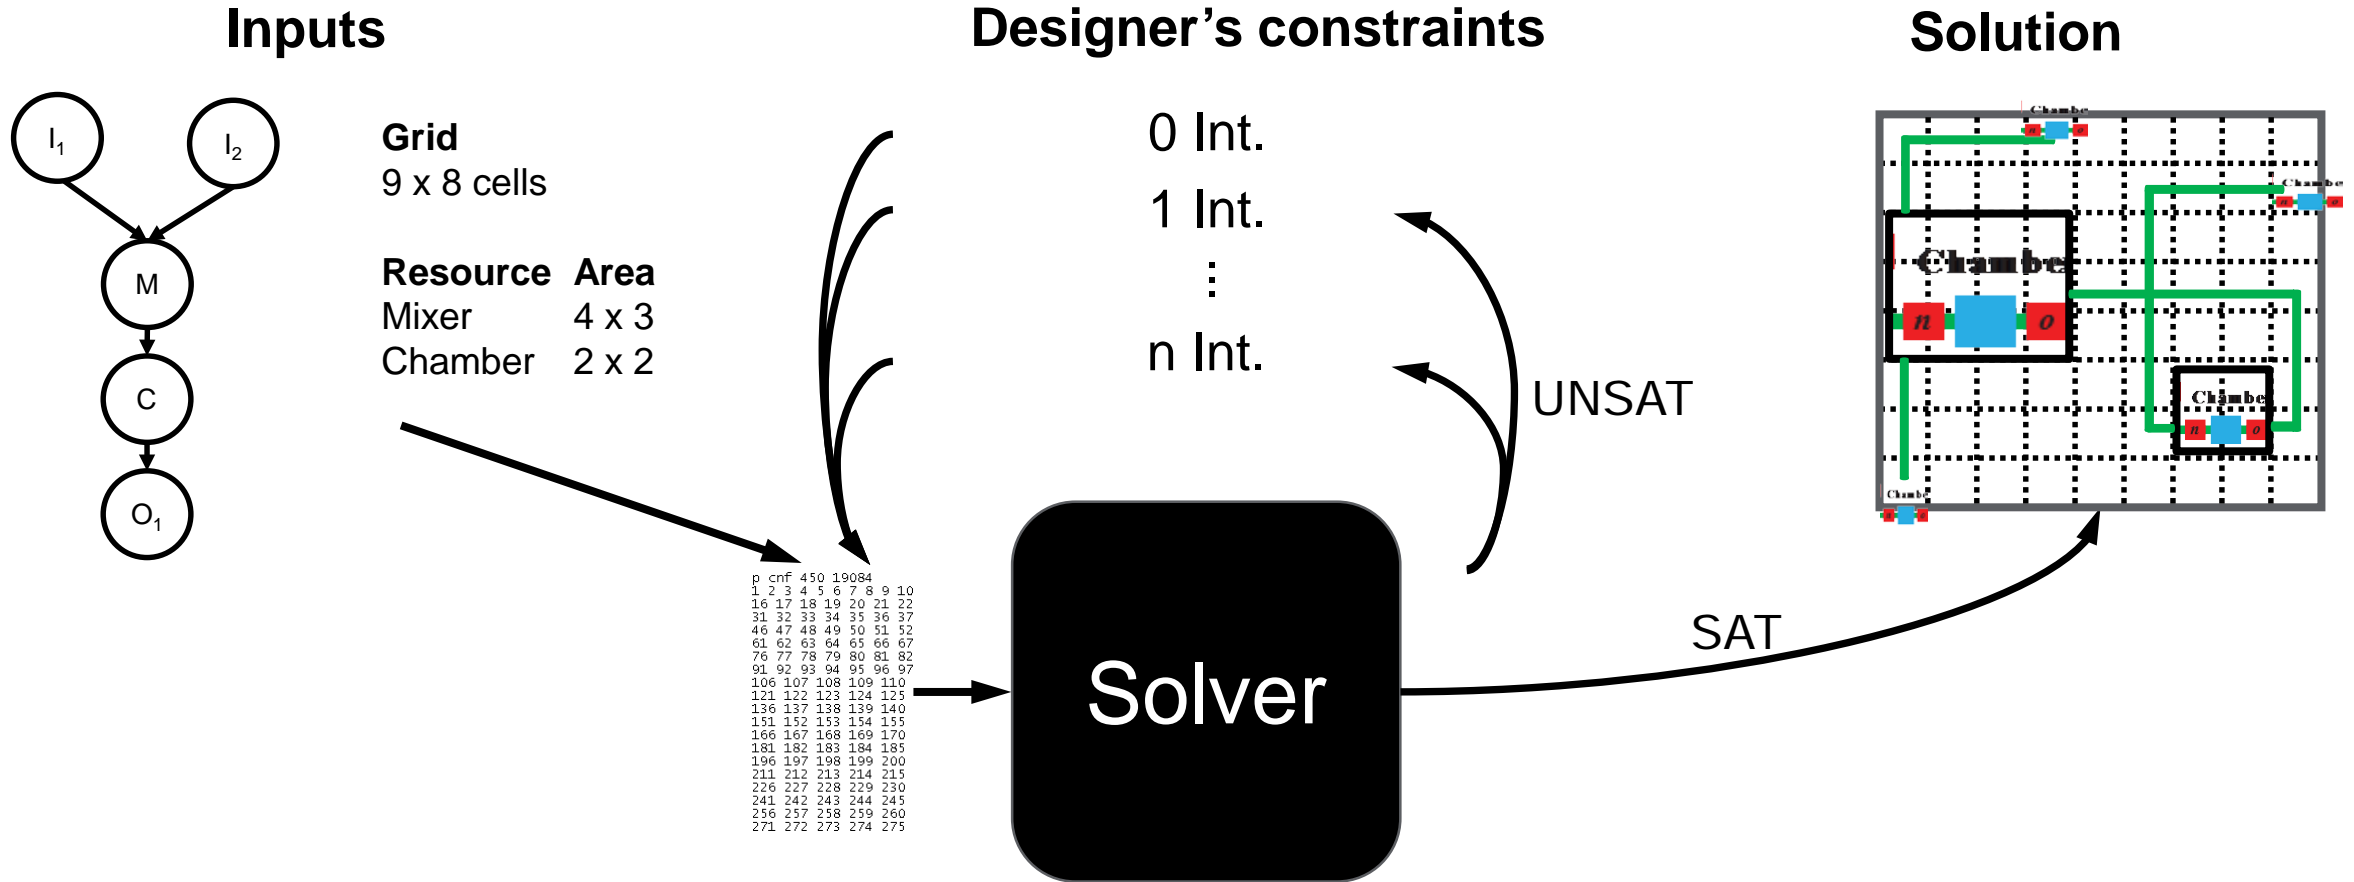 Inputs
Designer’s constraints
Solution
I1
I2
M
C
O1
Grid
9 x 8 cells
Resource Area
Mixer 4 x 3
Chamber 2 x 2
0 Int.
1 Int.
⋮
n Int.
UNSAT
SAT
Solver
p cnf 450 19084
1 2 3 4 5 6 7 8 9 10
16 17 18 19 20 21 22
31 32 33 34 35 36 37
46 47 48 49 50 51 52
61 62 63 64 65 66 67
76 77 78 79 80 81 82
91 92 93 94 95 96 97
106 107 108 109 110
121 122 123 124 125
136 137 138 139 140
151 152 153 154 155
166 167 168 169 170
181 182 183 184 185
196 197 198 199 200
211 212 213 214 215
226 227 228 229 230
241 242 243 244 245
256 257 258 259 260
271 272 273 274 275
Chambe
n o
Chambe
n o
Chambe
n o
Chambe
n o
Chambe
n o